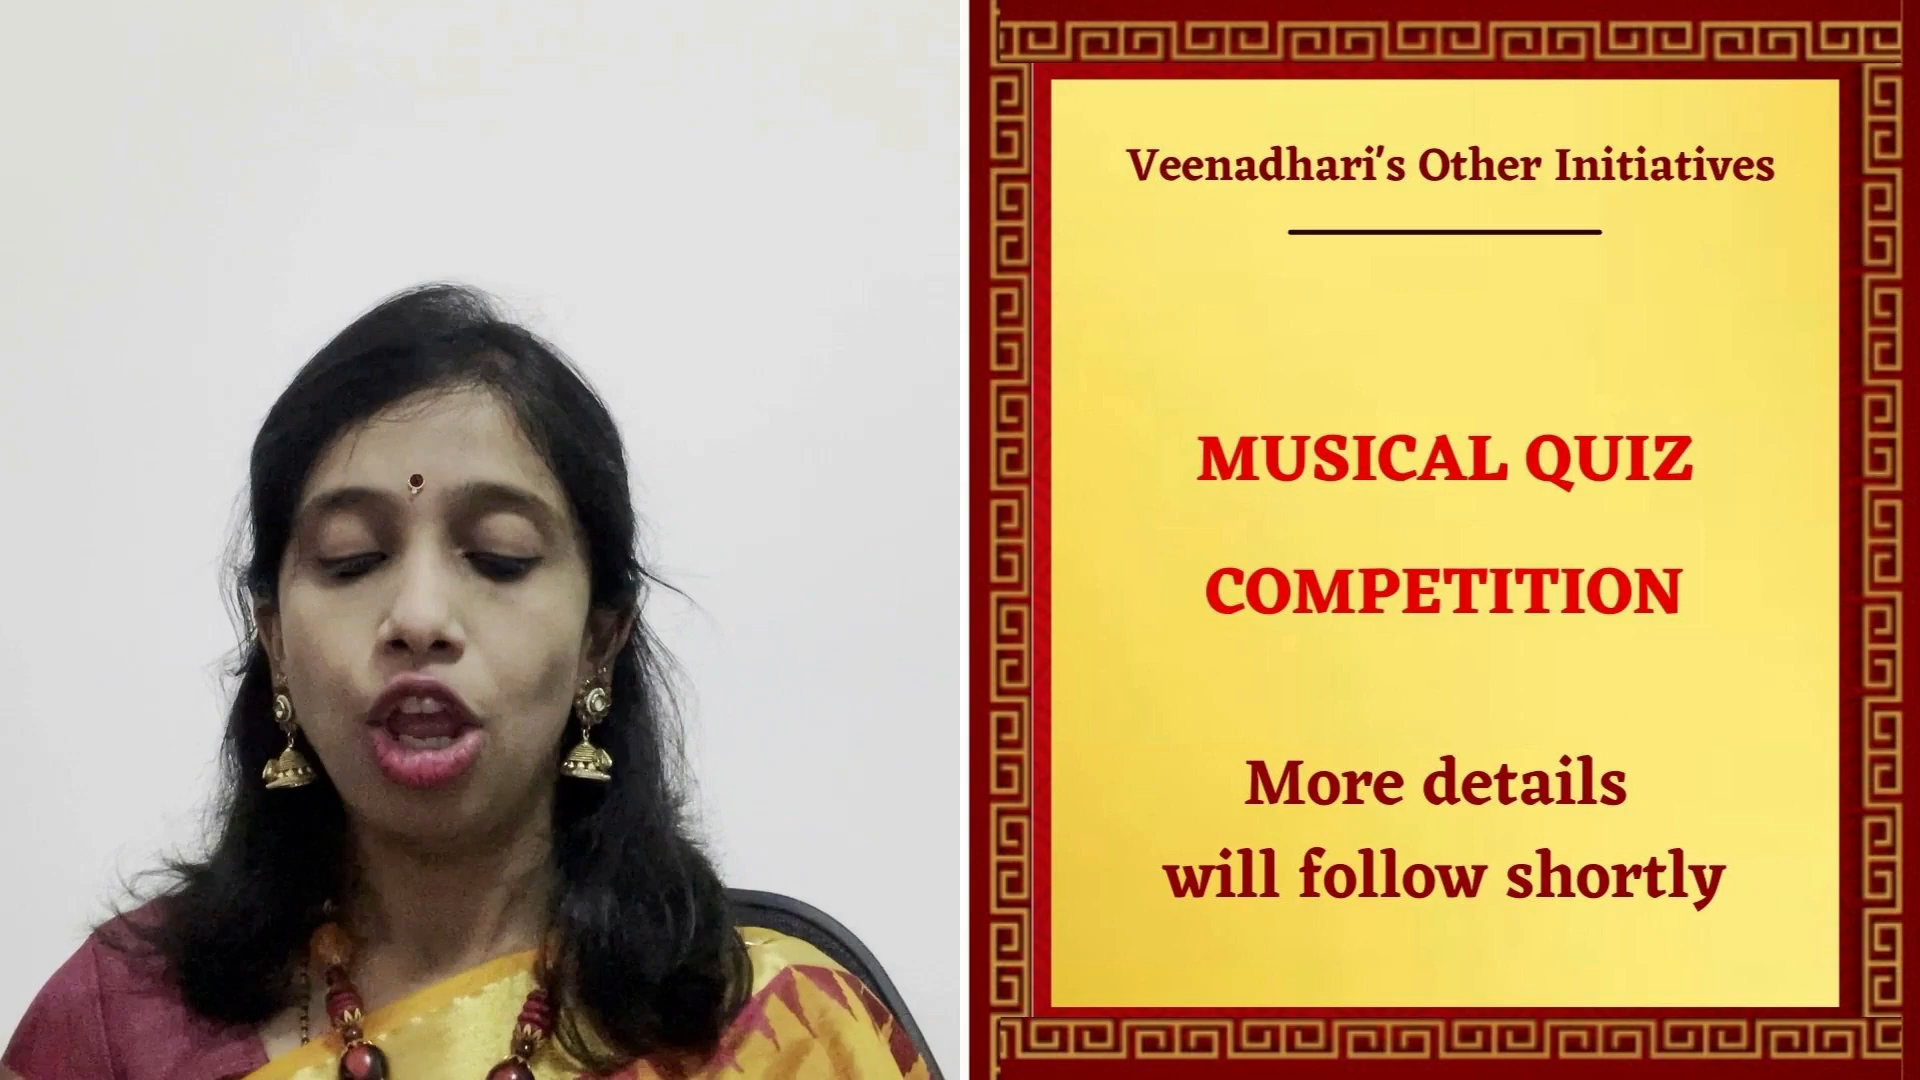 Veenadhari's Other Initiatives
MUSICAL QUIZ
COMPETITION
More details
will follow shortly